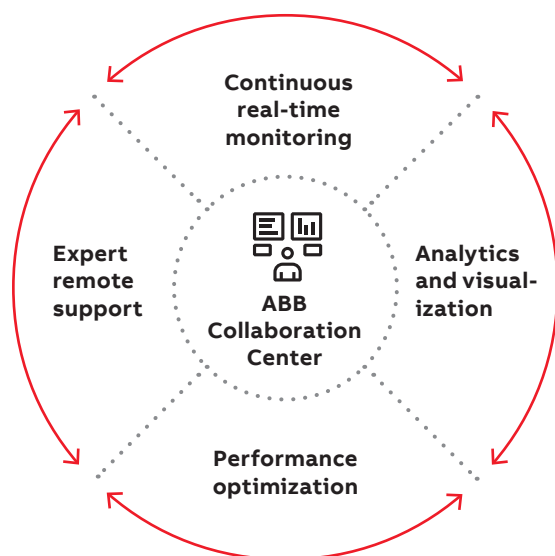 Continuous
real-time
monitoring
Expert
remote
support
ABB
Collaboration
Center
Analytics
and visual-
ization
Performance
optimization